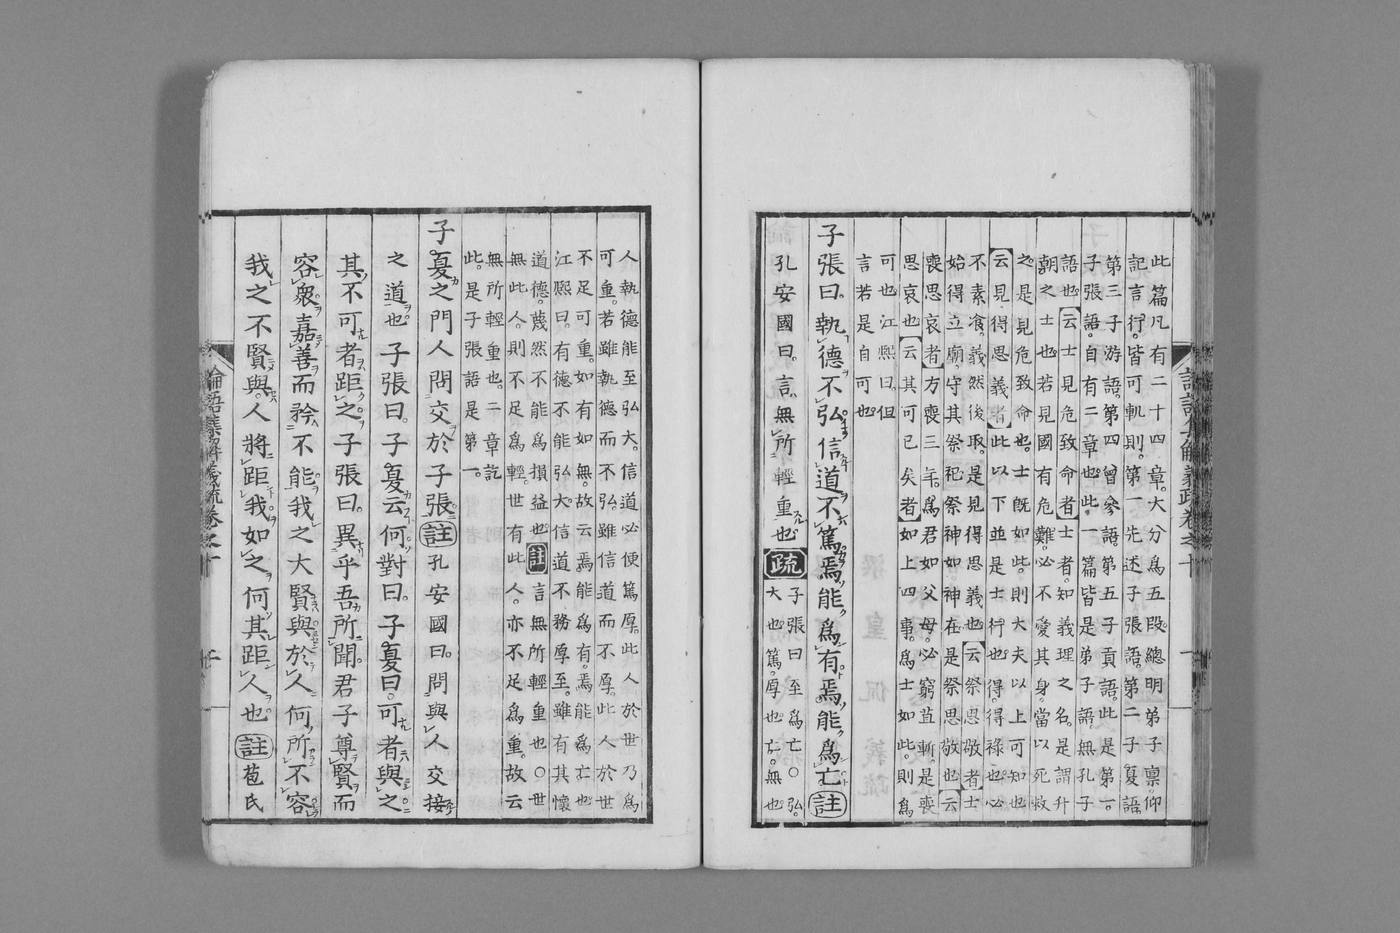 此篇凡有二十四章。大分爲五段。總明弟子禀仰
記言行。皆可軌則。第一先述子張語。第二子夏語
第三子游語。第四曾參語。第五子貢語。此是第一。
子張語。自有二章也。此一篇皆是弟子語。無孔子
語也【云士見危致命者】士者。知義理之名。是謂升
朝之士也。若見國有危難。必不愛其身。當以死救
之。是見危致命也。士既如此。則大夫以上可知也
【云見得思義者】此以下並是士行也。得。得祿也。必
不素飡。義然後取。是見得思義也【云祭思敬者】士
始得立廟。守其祭祀。祭神如神在。是祭思敬也【云
喪思哀者】方喪三年。爲君如父母。必窮苴斬。是喪
思哀也【云其可已矣者】如上四事。爲士如此。則爲
可也。江熙曰。但
言若是自可也
子張曰。執德不弘。信道不篤。焉能爲有。焉能爲亡。註
孔安國曰。言無所輕重也。疏
子張曰至爲亡○弘。
大也。篤。厚也。亡。無也
人執德能至弘大。信道必便篤厚。此人於世乃爲
可重。若雖執德而不弘。雖信道而不厚。此人於世
不足可重。如有如無。故云焉能爲有。焉能爲亡也
江熙曰。有德不能弘大。信道不務厚至。雖有其懷
道德。蔑然不能爲損益也 註 言無所輕重也○世
無此人。則不足爲輕。世有此人。亦不足爲重。故云
無所輕重也。二章訖
此。是子張語是第一。
子夏之門人問交於子張。註孔安國曰。問與人交接
之道也子張曰。子夏云何對曰。子夏曰。可者與之
其不可者距之。子張曰。異乎吾所聞。君子尊賢而
容衆。嘉善而矜不能。我之大賢與。於人何所不容
我之不賢與。人將距我。如之何其距人也。註苞氏
論語集解義疏卷之十